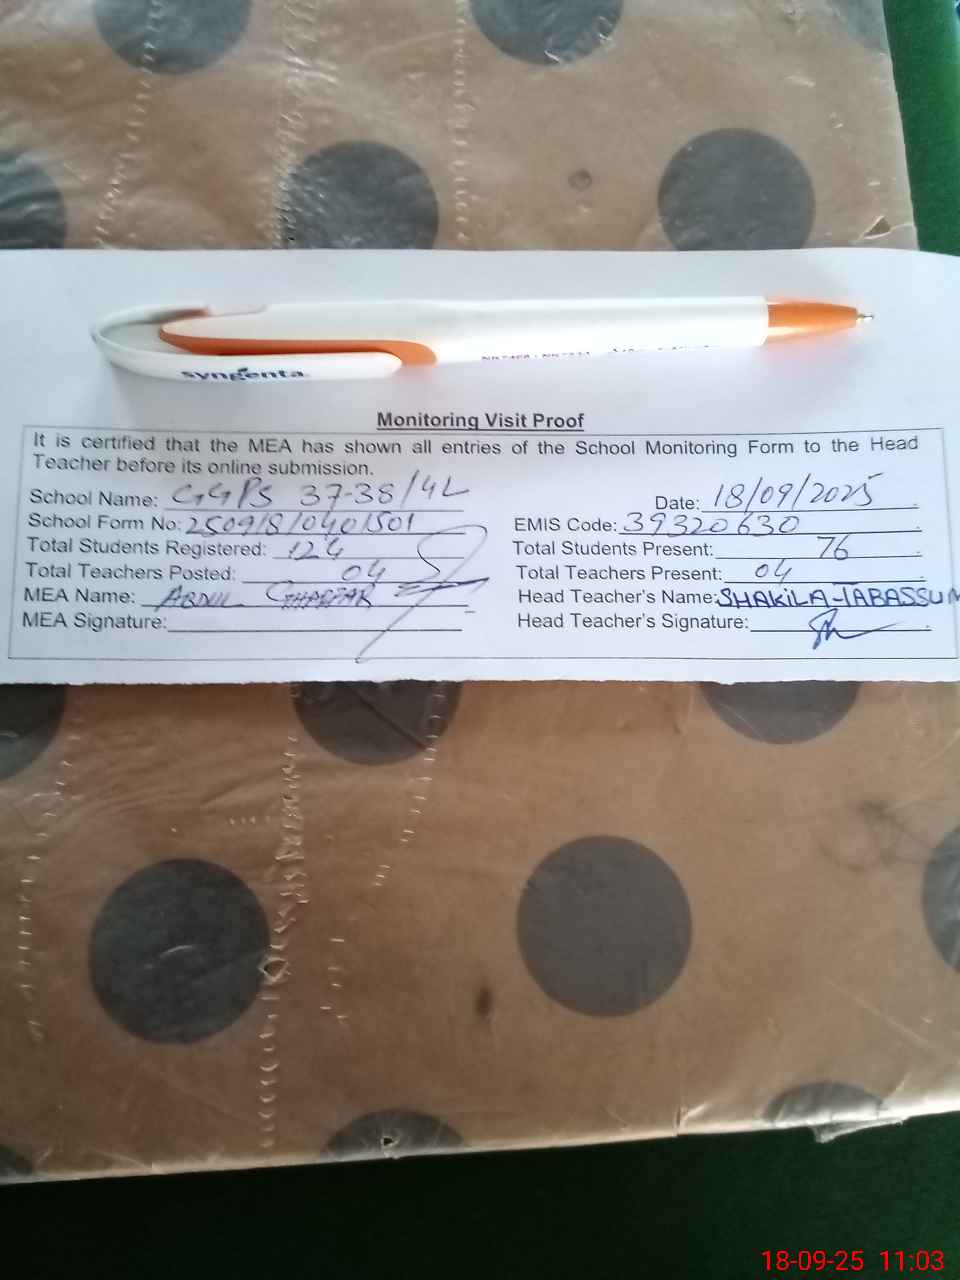 syngenta
Monitoring Visit Proof
It is certified that the MEA has shown all entries of the School Monitoring Form to the Head
Teacher before its online submission.
School Name: GGPS 37-38/4L Date: 18/09/2025
School Form No: 2509/8/0401501 EMIS Code: 39320630
Total Students Registered: 124 Total Students Present: 76
Total Teachers Posted: 04 Total Teachers Present: 04
MEA Name: ABDUL GHAFFAR Head Teacher's Name: SHAKILA TABASSUM
MEA Signature: Head Teacher's Signature:
18-09-25 11:03